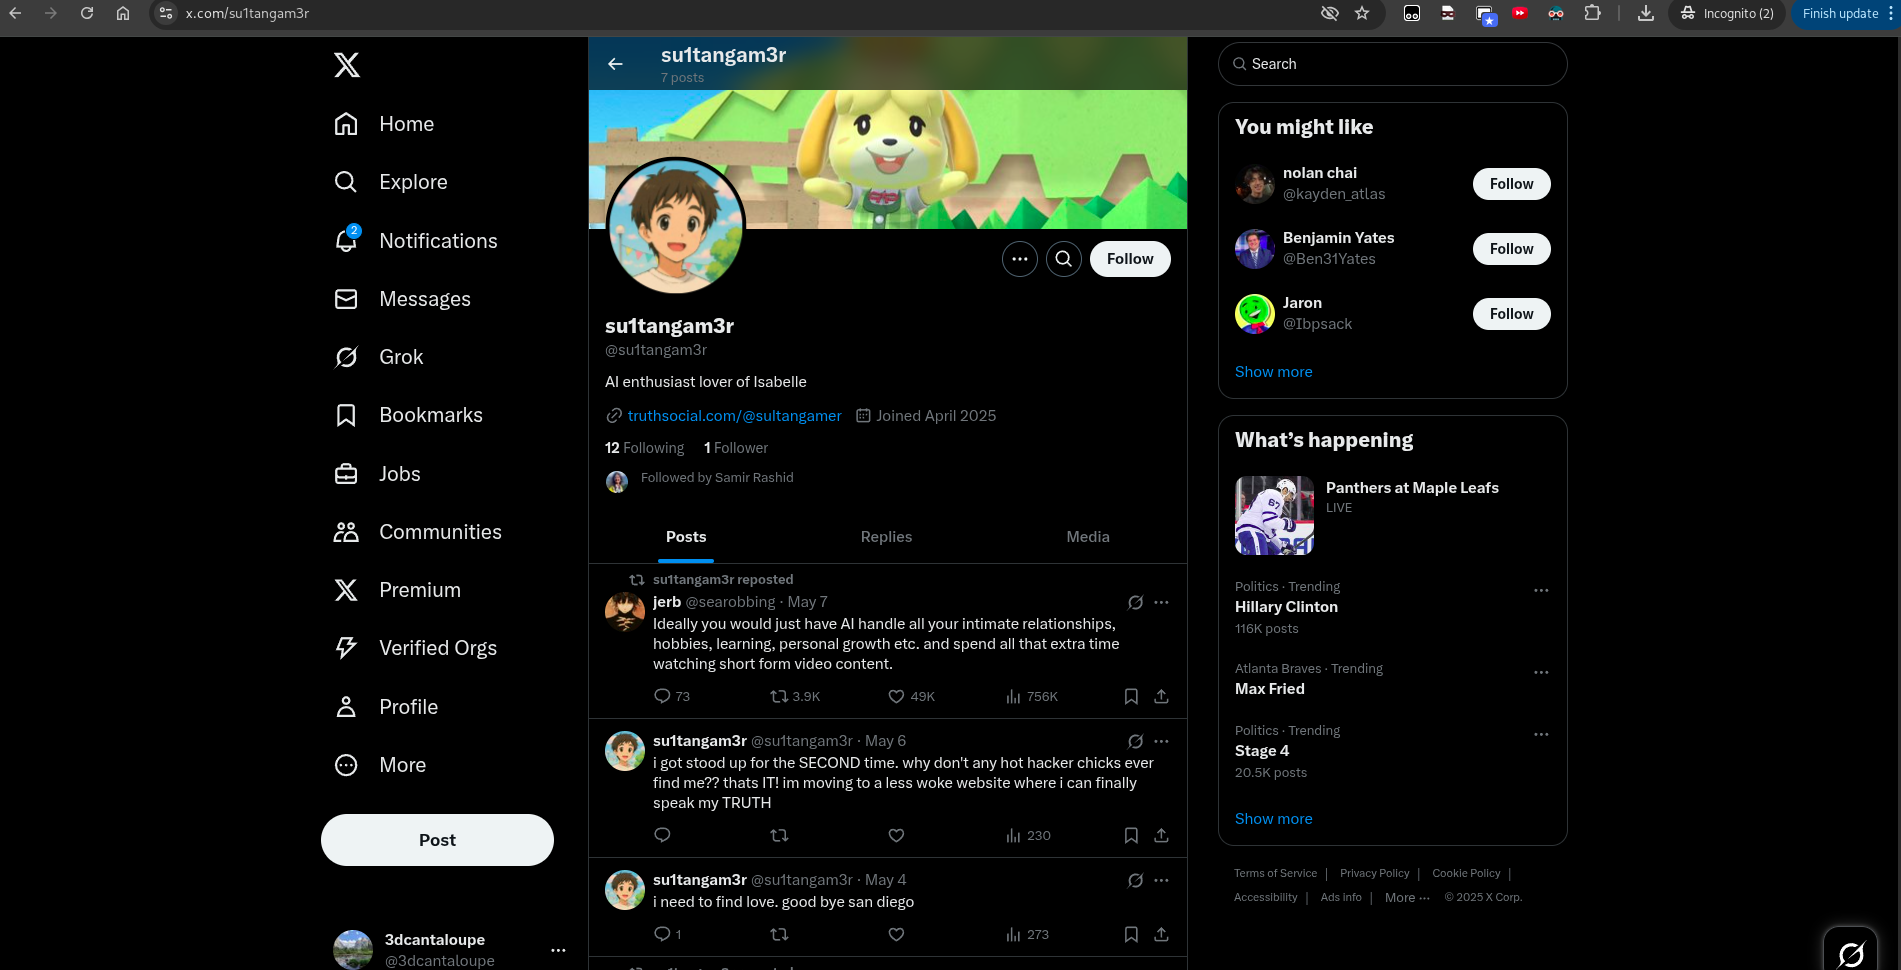 x.com/su1tangam3r
Incognito (2)
Finish update
Home
Explore
2
Notifications
Messages
Grok
Bookmarks
Jobs
Communities
Premium
Verified Orgs
Profile
More
Post
3dcantaloupe
@3dcantaloupe
su1tangam3r
7 posts
Follow
su1tangam3r
@su1tangam3r
AI enthusiast lover of Isabelle
truthsocial.com/@sultangamer Joined April 2025
12 Following 1 Follower
Followed by Samir Rashid
Posts Replies Media
su1tangam3r reposted
jerb @searobbing · May 7
Ideally you would just have AI handle all your intimate relationships,
hobbies, learning, personal growth etc. and spend all that extra time
watching short form video content.
73 3.9K 49K 756K
su1tangam3r @su1tangam3r · May 6
i got stood up for the SECOND time. why don't any hot hacker chicks ever
find me?? thats IT! im moving to a less woke website where i can finally
speak my TRUTH
230
su1tangam3r @su1tangam3r · May 4
i need to find love. good bye san diego
1 273
Search
You might like
nolan chai
@kayden_atlas
Follow
Benjamin Yates
@Ben31Yates
Follow
Jaron
@Ibpsack
Follow
Show more
What's happening
Panthers at Maple Leafs
LIVE
67
Politics · Trending
Hillary Clinton
116K posts
Atlanta Braves · Trending
Max Fried
Politics · Trending
Stage 4
20.5K posts
Show more
Terms of Service | Privacy Policy | Cookie Policy |
Accessibility | Ads info | More ··· © 2025 X Corp.